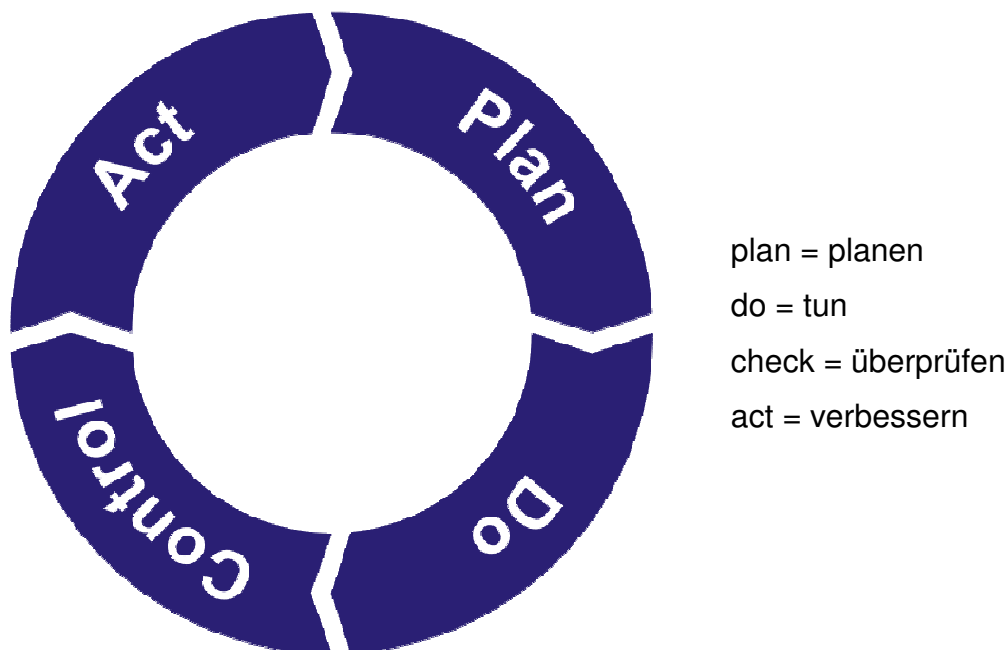 Act
Plan
Control
Do
plan = planen
do = tun
check = überprüfen
act = verbessern